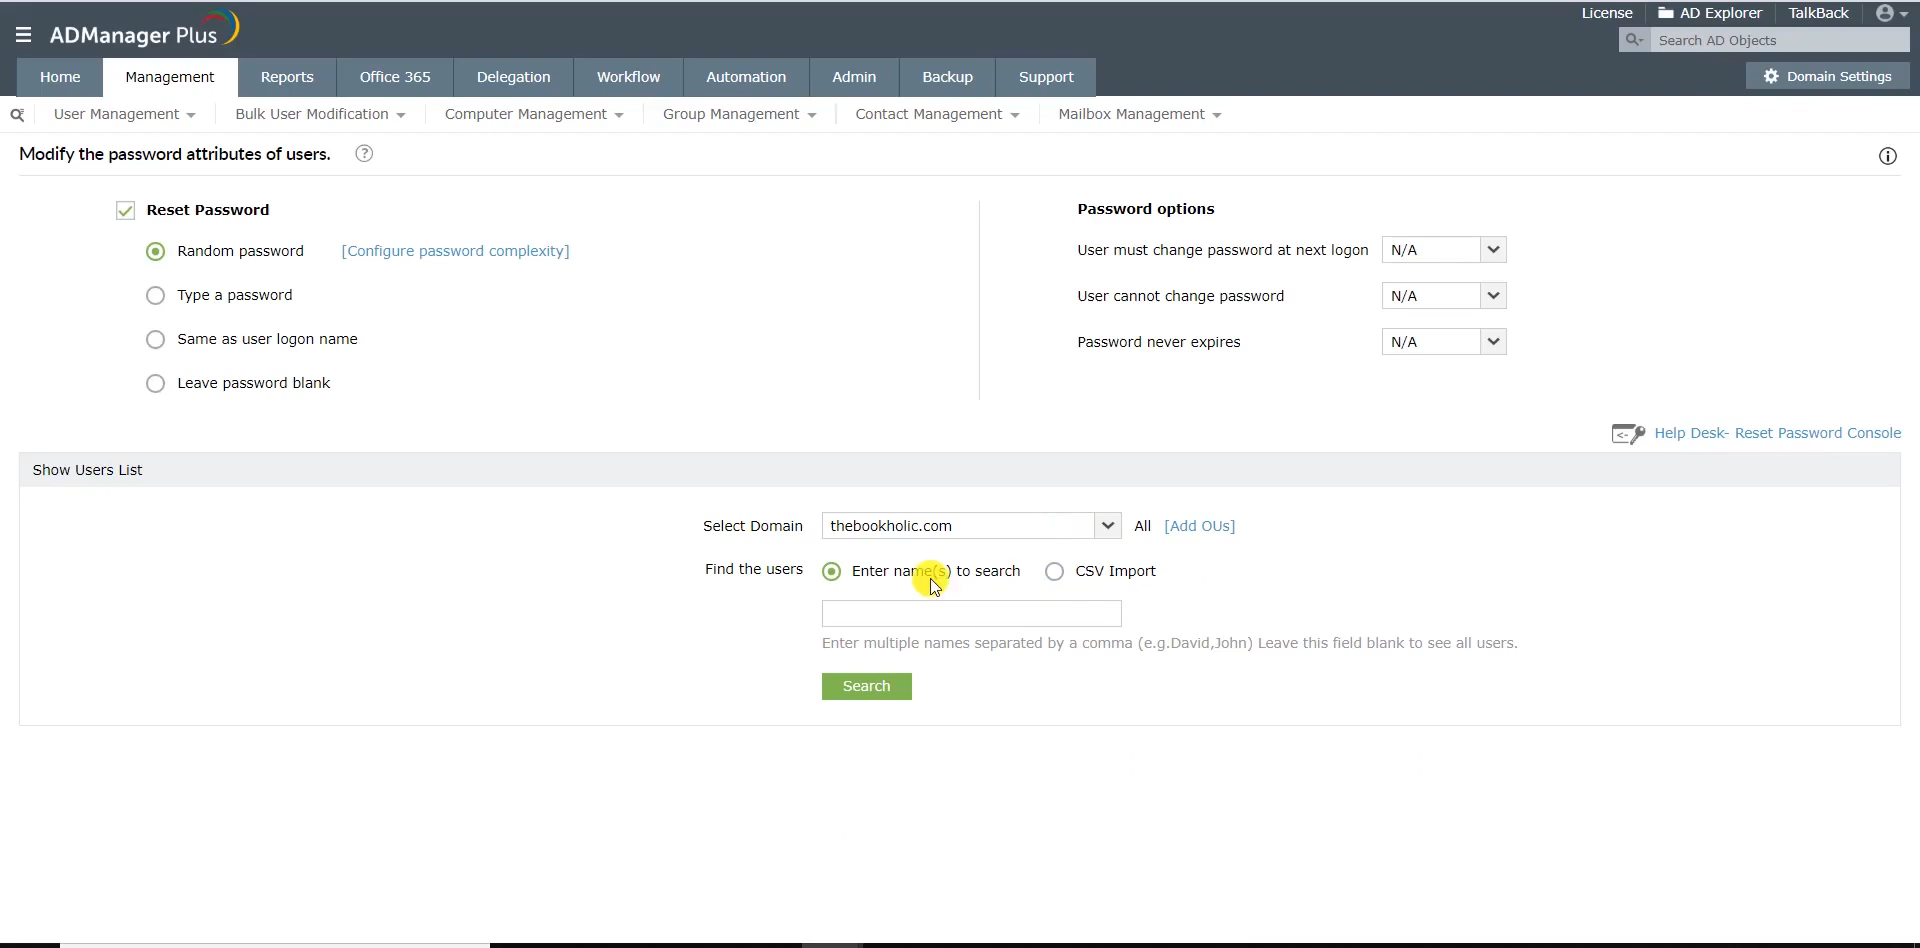 License AD Explorer TalkBack
ADManager Plus
Search AD Objects
Home Management Reports Office 365 Delegation Workflow Automation Admin Backup Support Domain Settings
User Management Bulk User Modification Computer Management Group Management Contact Management Mailbox Management
Modify the password attributes of users. ?
Reset Password
Random password [Configure password complexity]
Type a password
Same as user logon name
Leave password blank
Password options
User must change password at next logon N/A
User cannot change password N/A
Password never expires N/A
Help Desk- Reset Password Console
Show Users List
Select Domain thebookholic.com All [Add OUs]
Find the users Enter name(s) to search CSV Import
Enter multiple names separated by a comma (e.g.David,John) Leave this field blank to see all users.
Search